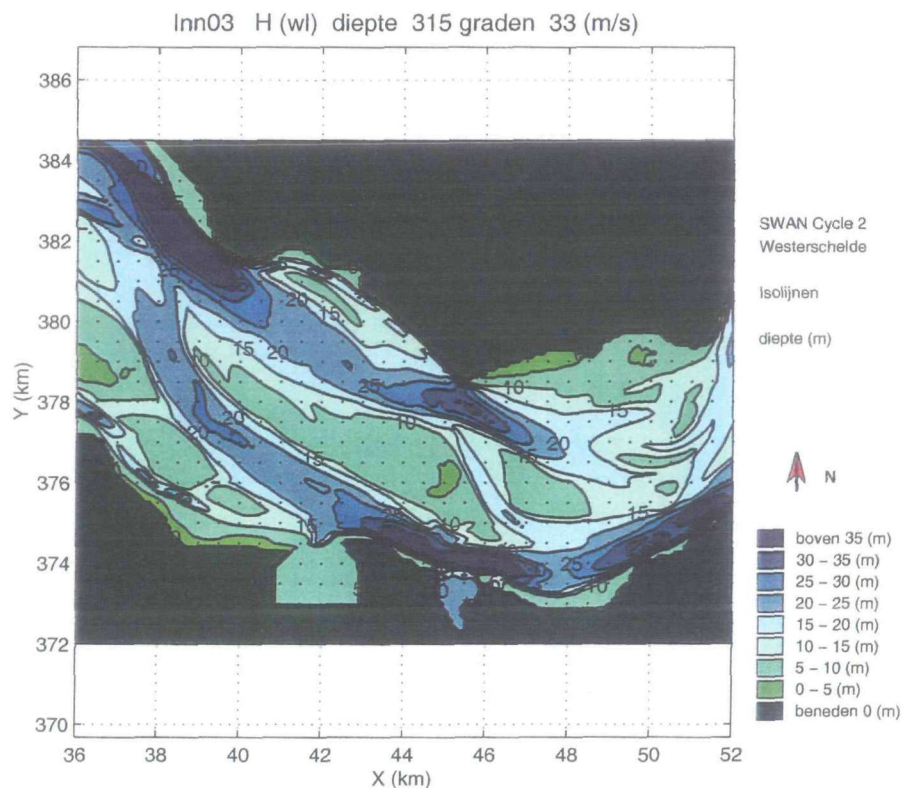 Inn03 H (wl) diepte 315 graden 33 (m/s)
386
384
382
380
378
376
374
372
370
Y (km)
36 38 40 42 44 46 48 50 52
X (km)
20
15
15
10
15
20
25
10
15
20
20
10
15
15
25
10
25
10
SWAN Cycle 2
Westerschelde
Isolijnen
diepte (m)
N
boven 35 (m)
30 – 35 (m)
25 – 30 (m)
20 – 25 (m)
15 – 20 (m)
10 – 15 (m)
5 – 10 (m)
0 – 5 (m)
beneden 0 (m)